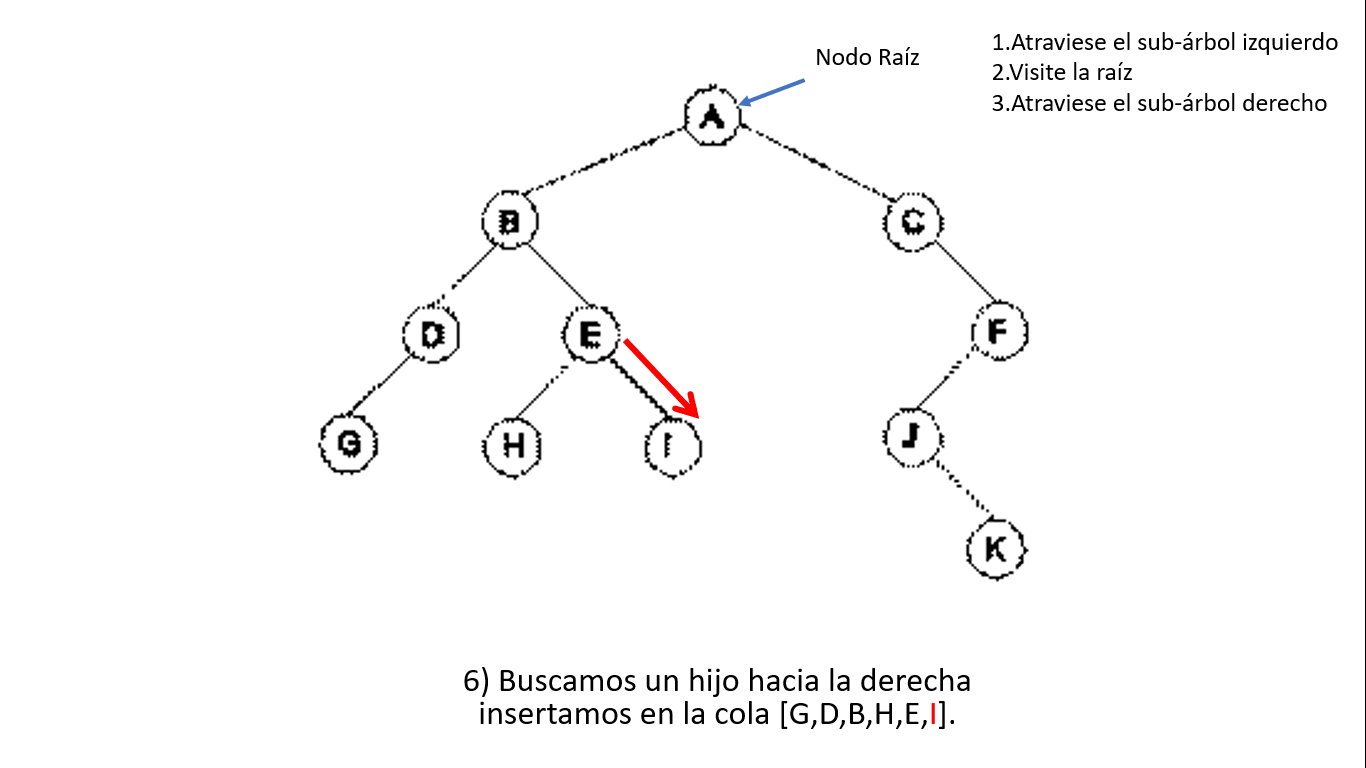 Nodo Raíz
1.Atraviese el sub-árbol izquierdo
2.Visite la raíz
3.Atraviese el sub-árbol derecho
A
B
C
D
E
F
G
H
I
J
K
6) Buscamos un hijo hacia la derecha
insertamos en la cola [G,D,B,H,E,I].